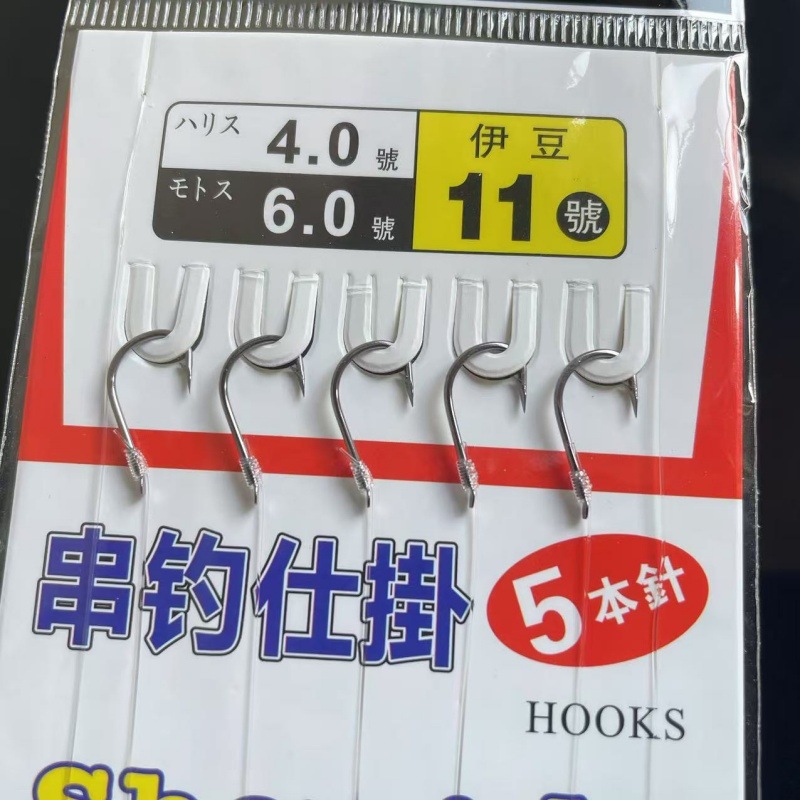 ハリス 4.0 號
モトス 6.0 號
伊豆
11 號
串钓仕掛
5本針
HOOKS